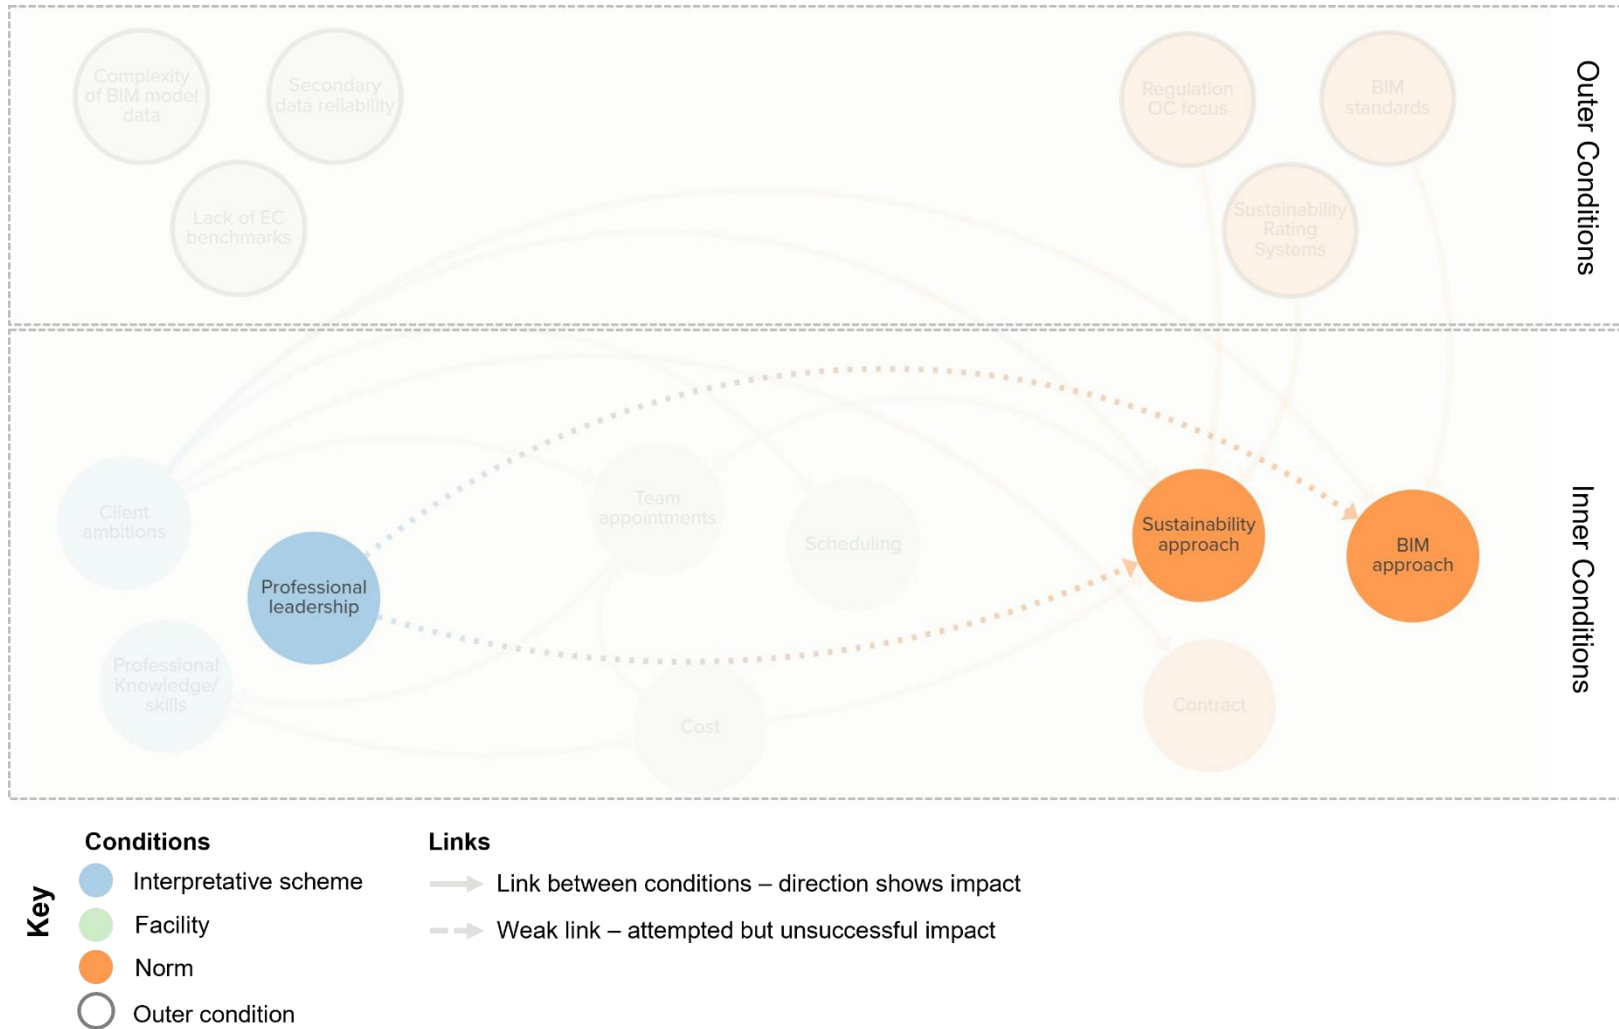 Complexity
of BIM model
data
Secondary
data reliability
Lack of EC
benchmarks
Regulation
OC focus
BIM
standards
Sustainability
Rating
Systems
Outer Conditions
Client
ambitions
Professional
leadership
Professional
Knowledge/
skills
Team
appointments
Scheduling
Cost
Sustainability
approach
BIM
approach
Contract
Inner Conditions
Key
Conditions
Interpretative scheme
Facility
Norm
Outer condition
Links
Link between conditions – direction shows impact
Weak link – attempted but unsuccessful impact